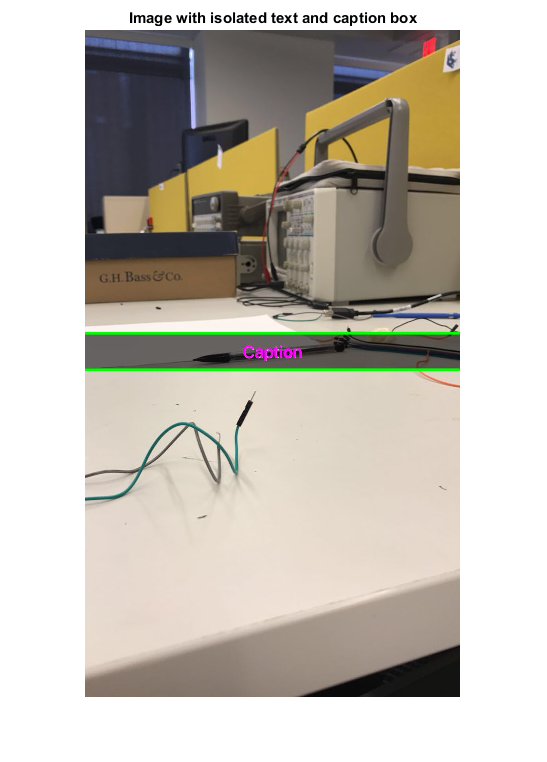 Image with isolated text and caption box
G.H. Bass & Co.
Caption